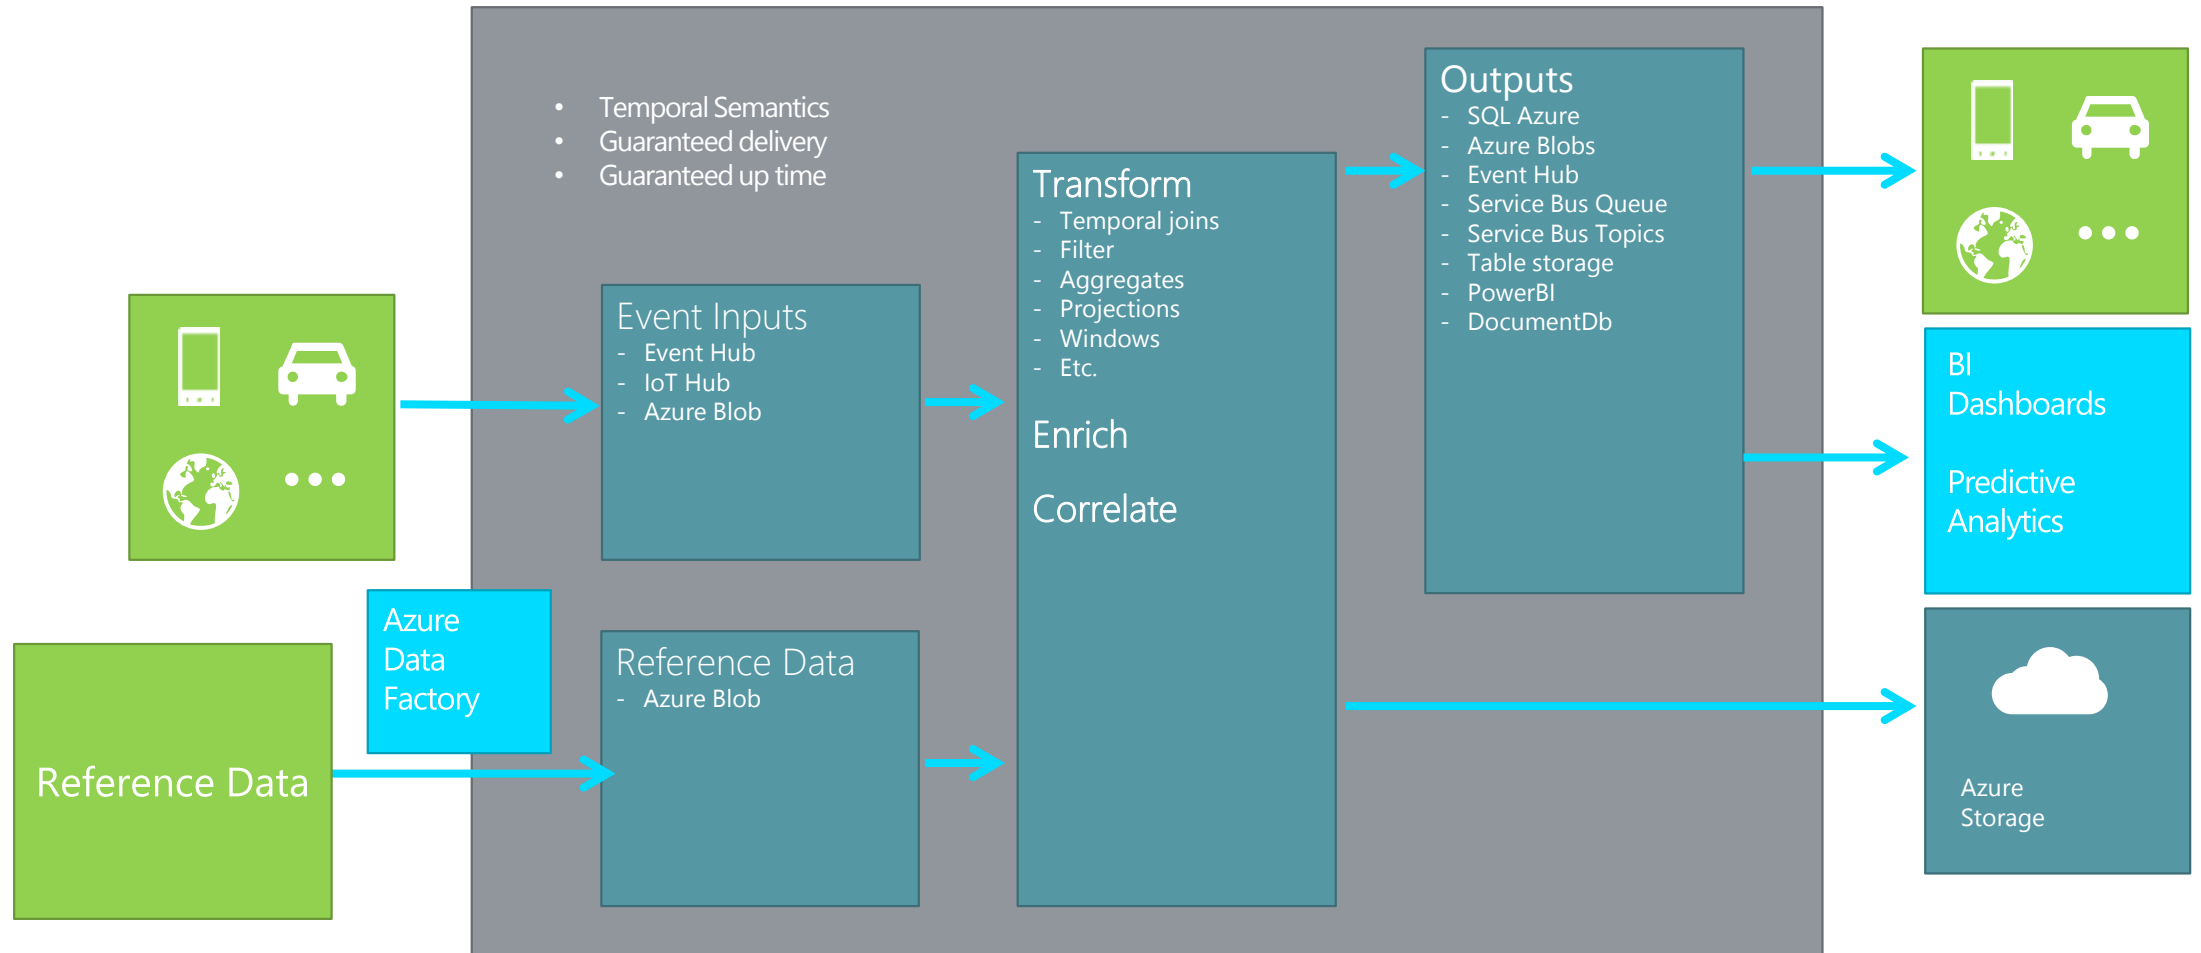 • Temporal Semantics
• Guaranteed delivery
• Guaranteed up time
Event Inputs
- Event Hub
- IoT Hub
- Azure Blob
Azure
Data
Factory
Reference Data
Reference Data
- Azure Blob
Transform
- Temporal joins
- Filter
- Aggregates
- Projections
- Windows
- Etc.
Enrich
Correlate
Outputs
- SQL Azure
- Azure Blobs
- Event Hub
- Service Bus Queue
- Service Bus Topics
- Table storage
- PowerBI
- DocumentDb
BI
Dashboards
Predictive
Analytics
Azure
Storage